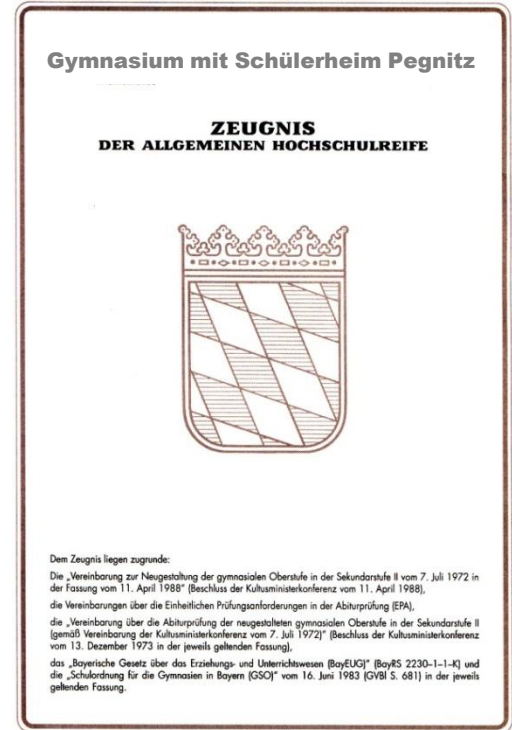 Gymnasium mit Schülerheim Pegnitz
ZEUGNIS
DER ALLGEMEINEN HOCHSCHULREIFE
Dem Zeugnis liegen zugrunde:
Die „Vereinbarung zur Neugestaltung der gymnasialen Oberstufe in der Sekundarstufe II vom 7. Juli 1972 in
der Fassung vom 11. April 1988“ (Beschluss der Kultusministerkonferenz vom 11. April 1988),
die Vereinbarungen über die Einheitlichen Prüfungsanforderungen in der Abiturprüfung (EPA),
die „Vereinbarung über die Abiturprüfung der neugestalteten gymnasialen Oberstufe in der Sekundarstufe II
(gemäß Vereinbarung der Kultusministerkonferenz vom 7. Juli 1972)“ (Beschluss der Kultusministerkonferenz
vom 13. Dezember 1973 in der jeweils geltenden Fassung),
das „Bayerische Gesetz über das Erziehungs- und Unterrichtswesen (BayEUG)“ (BayRS 2230–1–1–K) und
die „Schulordnung für die Gymnasien in Bayern (GSO)“ vom 16. Juni 1983 (GVBl S. 681) in der jeweils
geltenden Fassung.